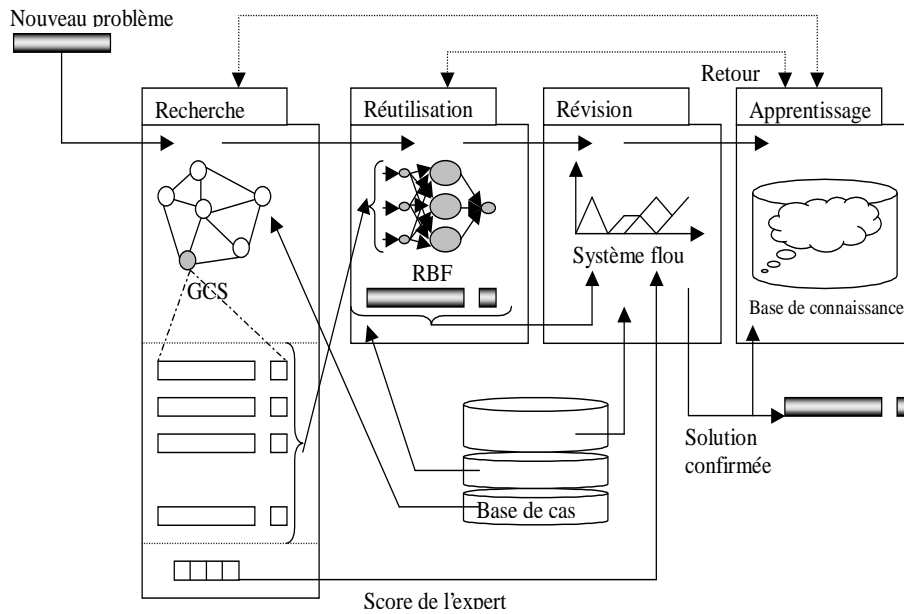 Nouveau problème
Retour
Recherche
Réutilisation
Révision
Apprentissage
Système flou
RBF
GCS
Base de connaissance
Solution
confirmée
Base de cas
Score de l'expert